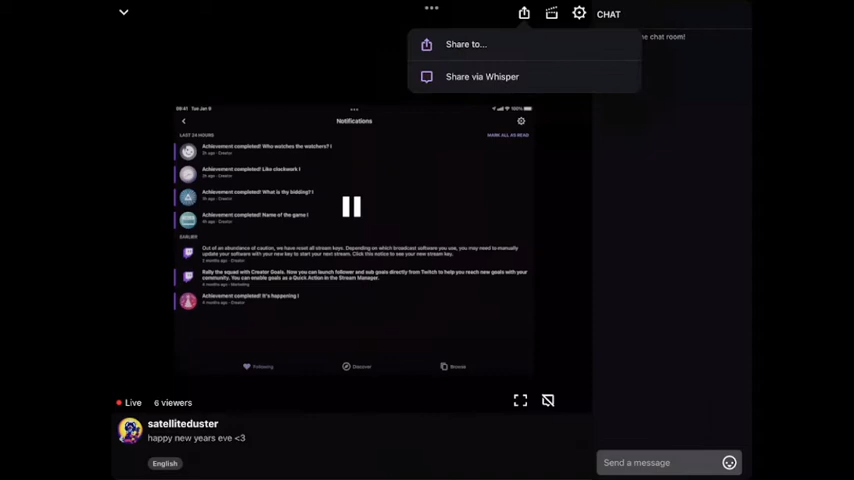 CHAT
Share to...
Share via Whisper
e chat room!
09:41 Tue Jan 9
100%
Notifications
LAST 24 HOURS
MARK ALL AS READ
Achievement completed! Who watches the watchers? I
2h ago · Creator
Achievement completed! Like clockwork I
2h ago · Creator
Achievement completed! What is thy bidding? I
3h ago · Creator
Achievement completed! Name of the game I
4h ago · Creator
EARLIER
Out of an abundance of caution, we have reset all stream keys. Depending on which broadcast software you use, you may need to manually
update your software with your new key to start your next stream. Click this notice to see your new stream key.
2 months ago · Creator
Rally the squad with Creator Goals. Now you can launch follower and sub goals directly from Twitch to help you reach new goals with your
community. You can enable goals as a Quick Action in the Stream Manager.
4 months ago · Marketing
Achievement completed! It's happening I
4 months ago · Creator
Following
Discover
Browse
Live
6 viewers
satelliteduster
happy new years eve <3
English
Send a message